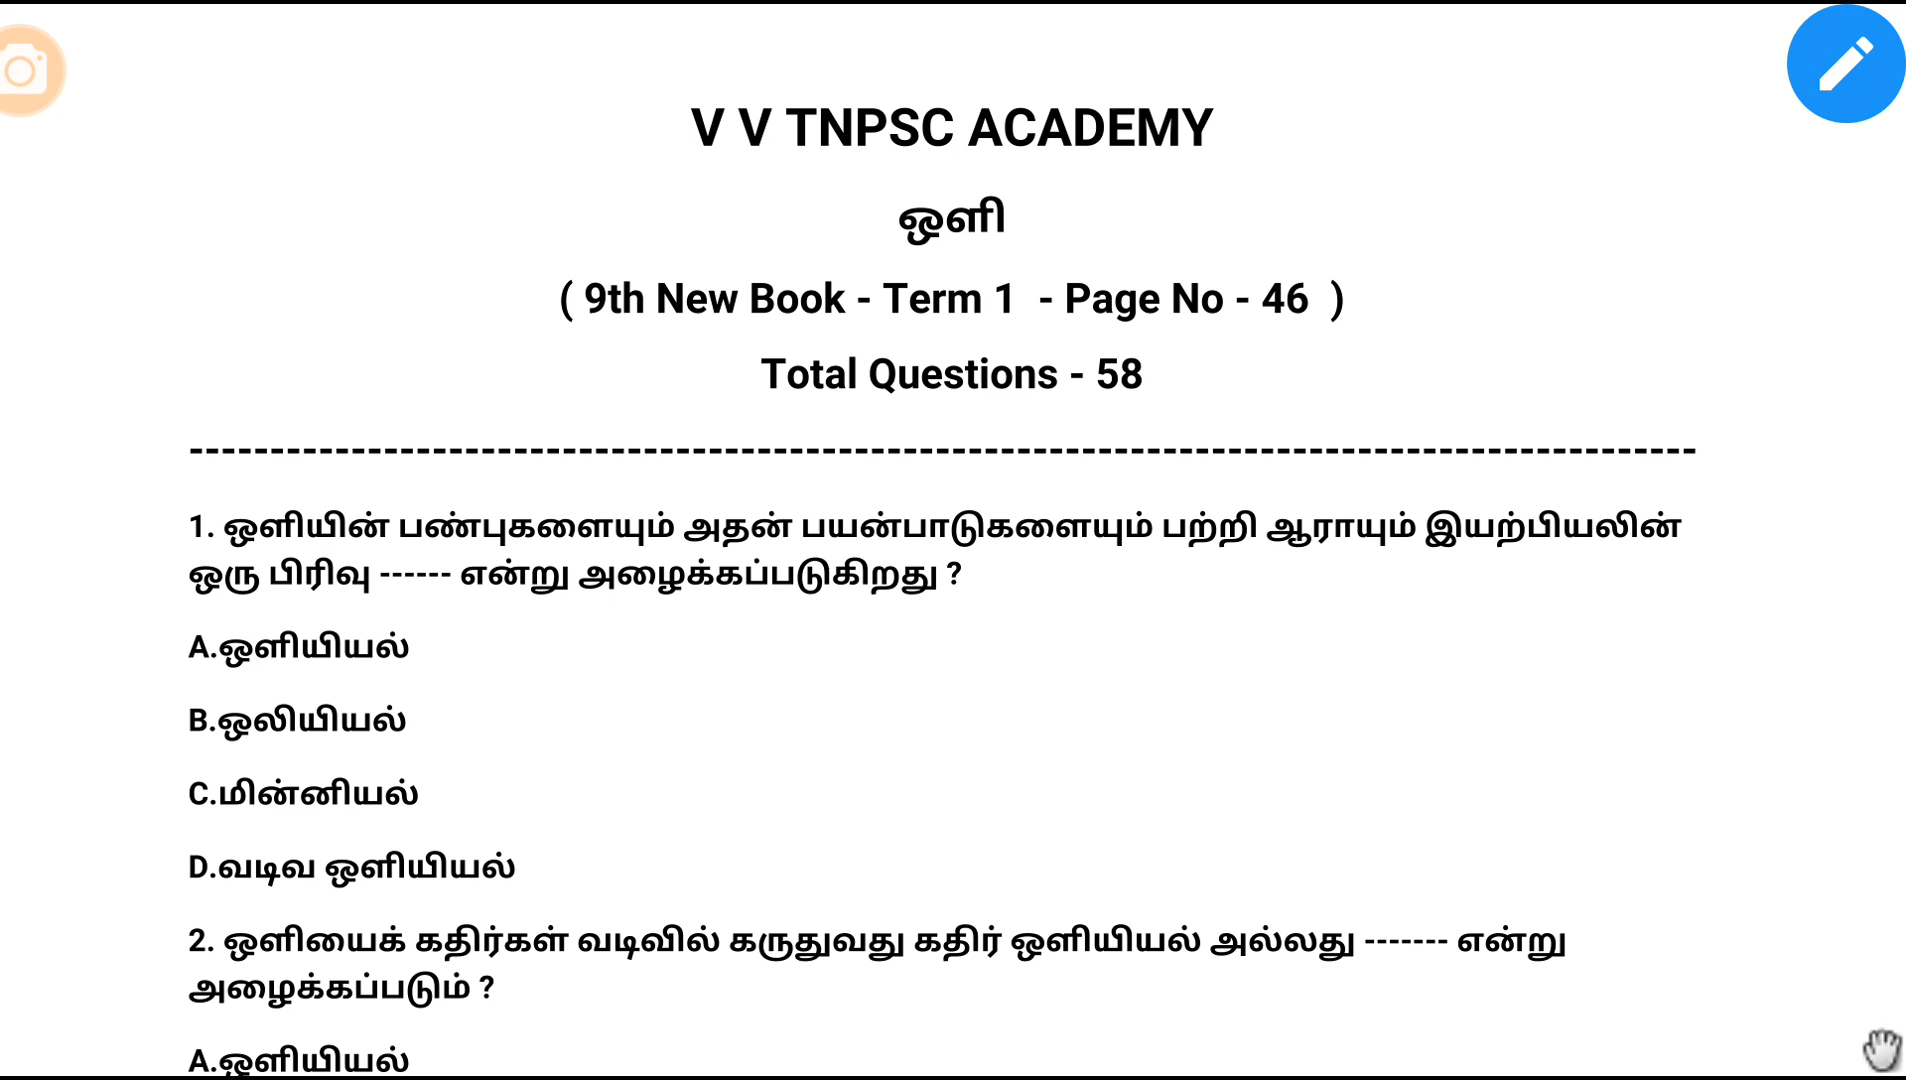 V V TNPSC ACADEMY
ஒளி
( 9th New Book - Term 1  - Page No - 46  )
Total Questions - 58
---------------------------------------------------------------------------------------------
1. ஒளியின் பண்புகளையும் அதன் பயன்பாடுகளையும் பற்றி ஆராயும் இயற்பியலின்
ஒரு பிரிவு ------ என்று அழைக்கப்படுகிறது ?
A.ஒளியியல்
B.ஒலியியல்
C.மின்னியல்
D.வடிவ ஒளியியல்
2. ஒளியைக் கதிர்கள் வடிவில் கருதுவது கதிர் ஒளியியல் அல்லது ------- என்று
அழைக்கப்படும் ?
A.ஒளியியல்